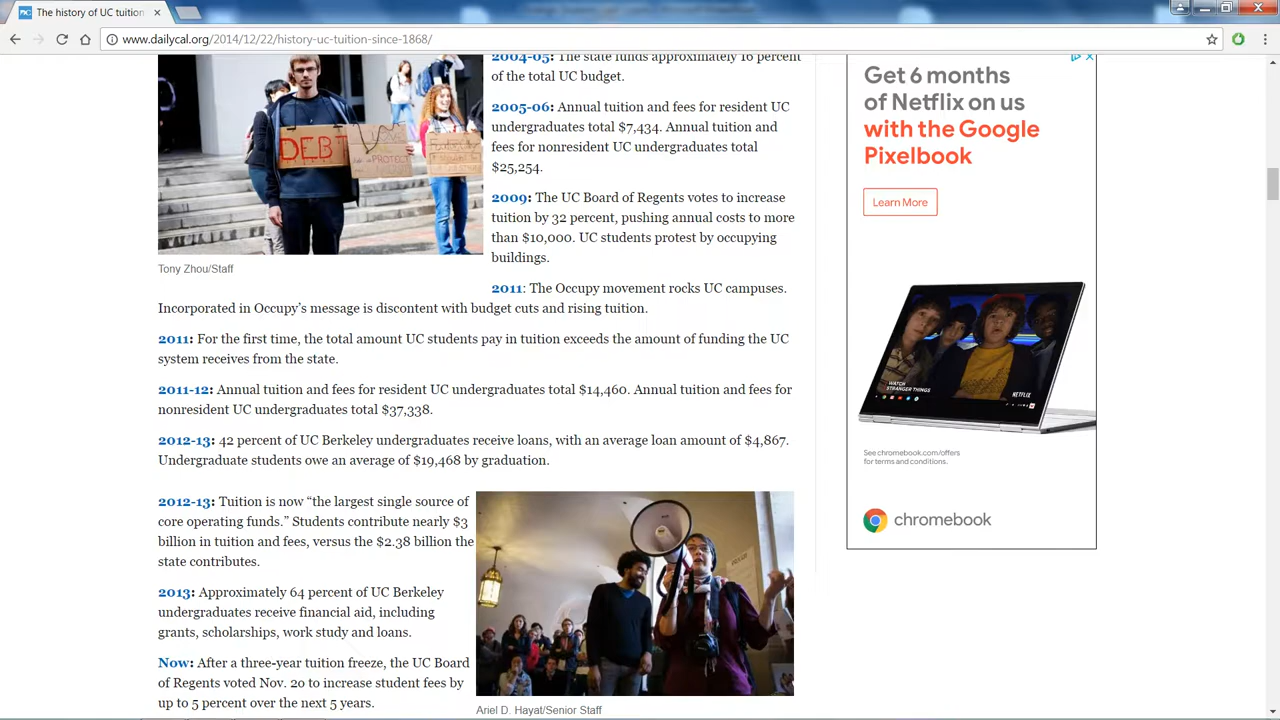 The history of UC tuition
www.dailycal.org/2014/12/22/history-uc-tuition-since-1868/
2004-05: The state funds approximately 16 percent
of the total UC budget.
2005-06: Annual tuition and fees for resident UC
undergraduates total $7,434. Annual tuition and
fees for nonresident UC undergraduates total
$25,254.
2009: The UC Board of Regents votes to increase
tuition by 32 percent, pushing annual costs to more
than $10,000. UC students protest by occupying
buildings.
DEBT
Tony Zhou/Staff
2011: The Occupy movement rocks UC campuses.
Incorporated in Occupy’s message is discontent with budget cuts and rising tuition.
2011: For the first time, the total amount UC students pay in tuition exceeds the amount of funding the UC
system receives from the state.
2011-12: Annual tuition and fees for resident UC undergraduates total $14,460. Annual tuition and fees for
nonresident UC undergraduates total $37,338.
2012-13: 42 percent of UC Berkeley undergraduates receive loans, with an average loan amount of $4,867.
Undergraduate students owe an average of $19,468 by graduation.
2012-13: Tuition is now “the largest single source of
core operating funds.” Students contribute nearly $3
billion in tuition and fees, versus the $2.38 billion the
state contributes.
2013: Approximately 64 percent of UC Berkeley
undergraduates receive financial aid, including
grants, scholarships, work study and loans.
Now: After a three-year tuition freeze, the UC Board
of Regents voted Nov. 20 to increase student fees by
up to 5 percent over the next 5 years.
Ariel D. Hayat/Senior Staff
Get 6 months
of Netflix on us
with the Google
Pixelbook
Learn More
WATCH
STRANGER THINGS
NETFLIX
See chromebook.com/offers
for terms and conditions.
chromebook